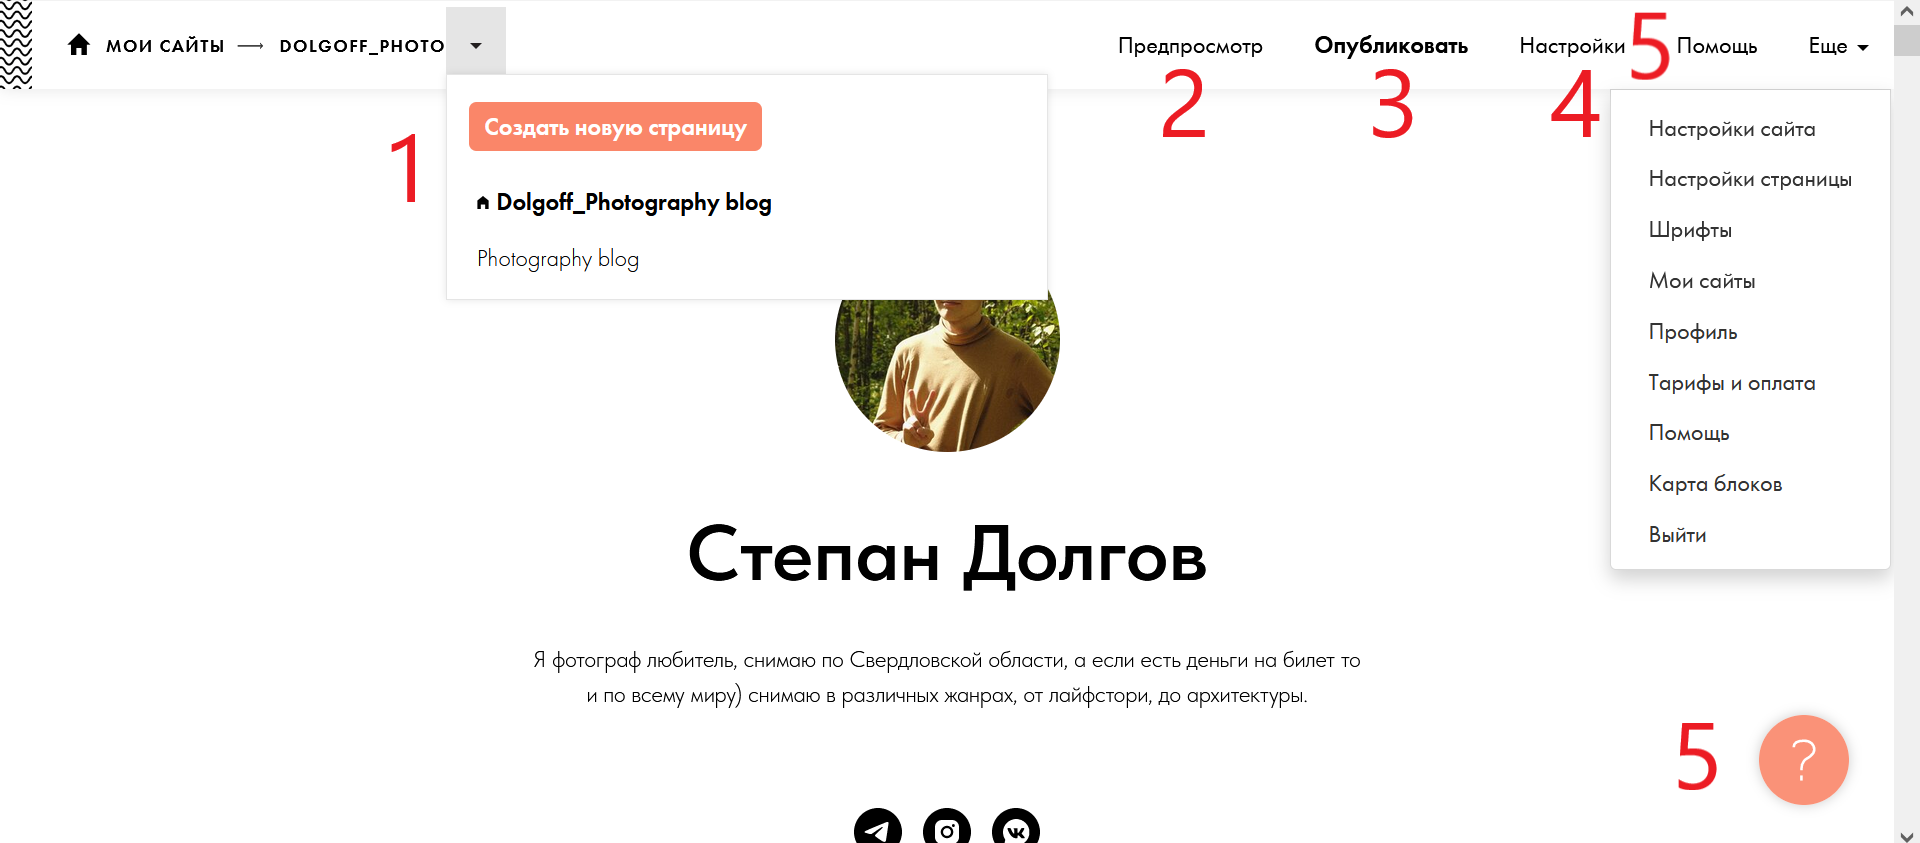 МОИ САЙТЫ → DOLGOFF_PHOTO
Предпросмотр Опубликовать Настройки 5 Помощь Еще
2 3 4
1
Создать новую страницу
Dolgoff_Photography blog
Photography blog
Настройки сайта
Настройки страницы
Шрифты
Мои сайты
Профиль
Тарифы и оплата
Помощь
Карта блоков
Выйти
Степан Долгов
Я фотограф любитель, снимаю по Свердловской области, а если есть деньги на билет то
и по всему миру) снимаю в различных жанрах, от лайфстори, до архитектуры.
5 ?